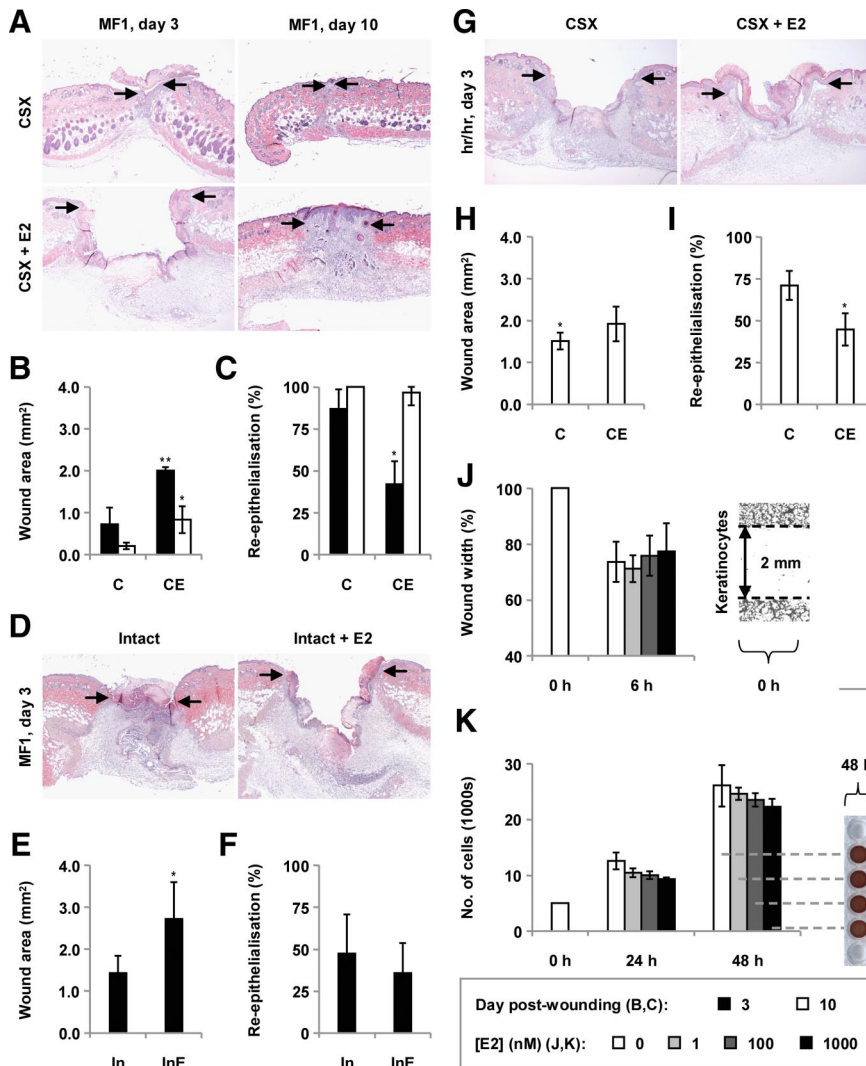 A
MF1, day 3
MF1, day 10
CSX
CSX + E2
B
Wound area (mm²)
4.0
3.0
2.0
1.0
0.0
**
*
C
CE
C
Re-epithelialisation (%)
100
75
50
25
0
*
C
CE
D
Intact
Intact + E2
MF1, day 3
E
Wound area (mm²)
4.0
3.0
2.0
1.0
0.0
*
In
InE
F
Re-epithelialisation (%)
100
75
50
25
0
In
InE
G
CSX
CSX + E2
hr/hr, day 3
H
Wound area (mm²)
4.0
3.0
2.0
1.0
0.0
*
C
CE
I
Re-epithelialisation (%)
100
75
50
25
0
*
C
CE
J
Wound width (%)
100
80
60
40
0 h
6 h
Keratinocytes
2 mm
0 h
K
No. of cells (1000s)
30
20
10
0
0 h
24 h
48 h
48
Day post-wounding (B,C): 3 10
[E2] (nM) (J,K): 0 1 100 1000